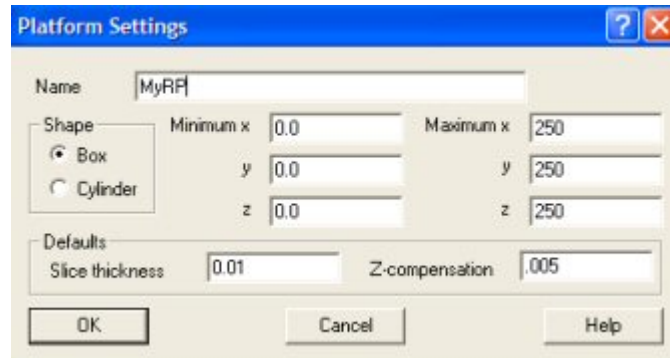 Platform Settings
Name MyRP
Shape Minimum x 0.0 Maximum x 250
Box
y 0.0 y 250
Cylinder
z 0.0 z 250
Defaults
Slice thickness 0.01 Z-compensation .005
OK Cancel Help